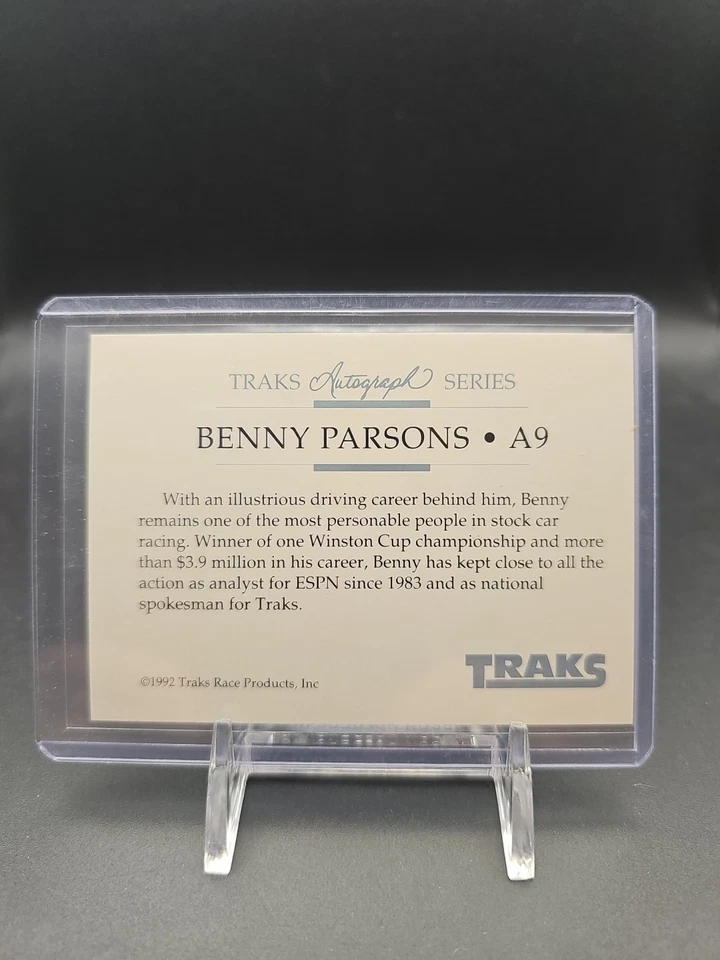 TRAKS Autograph SERIES
BENNY PARSONS • A9
With an illustrious driving career behind him, Benny
remains one of the most personable people in stock car
racing. Winner of one Winston Cup championship and more
than $3.9 million in his career, Benny has kept close to all the
action as analyst for ESPN since 1983 and as national
spokesman for Traks.
©1992 Traks Race Products, Inc
TRAKS